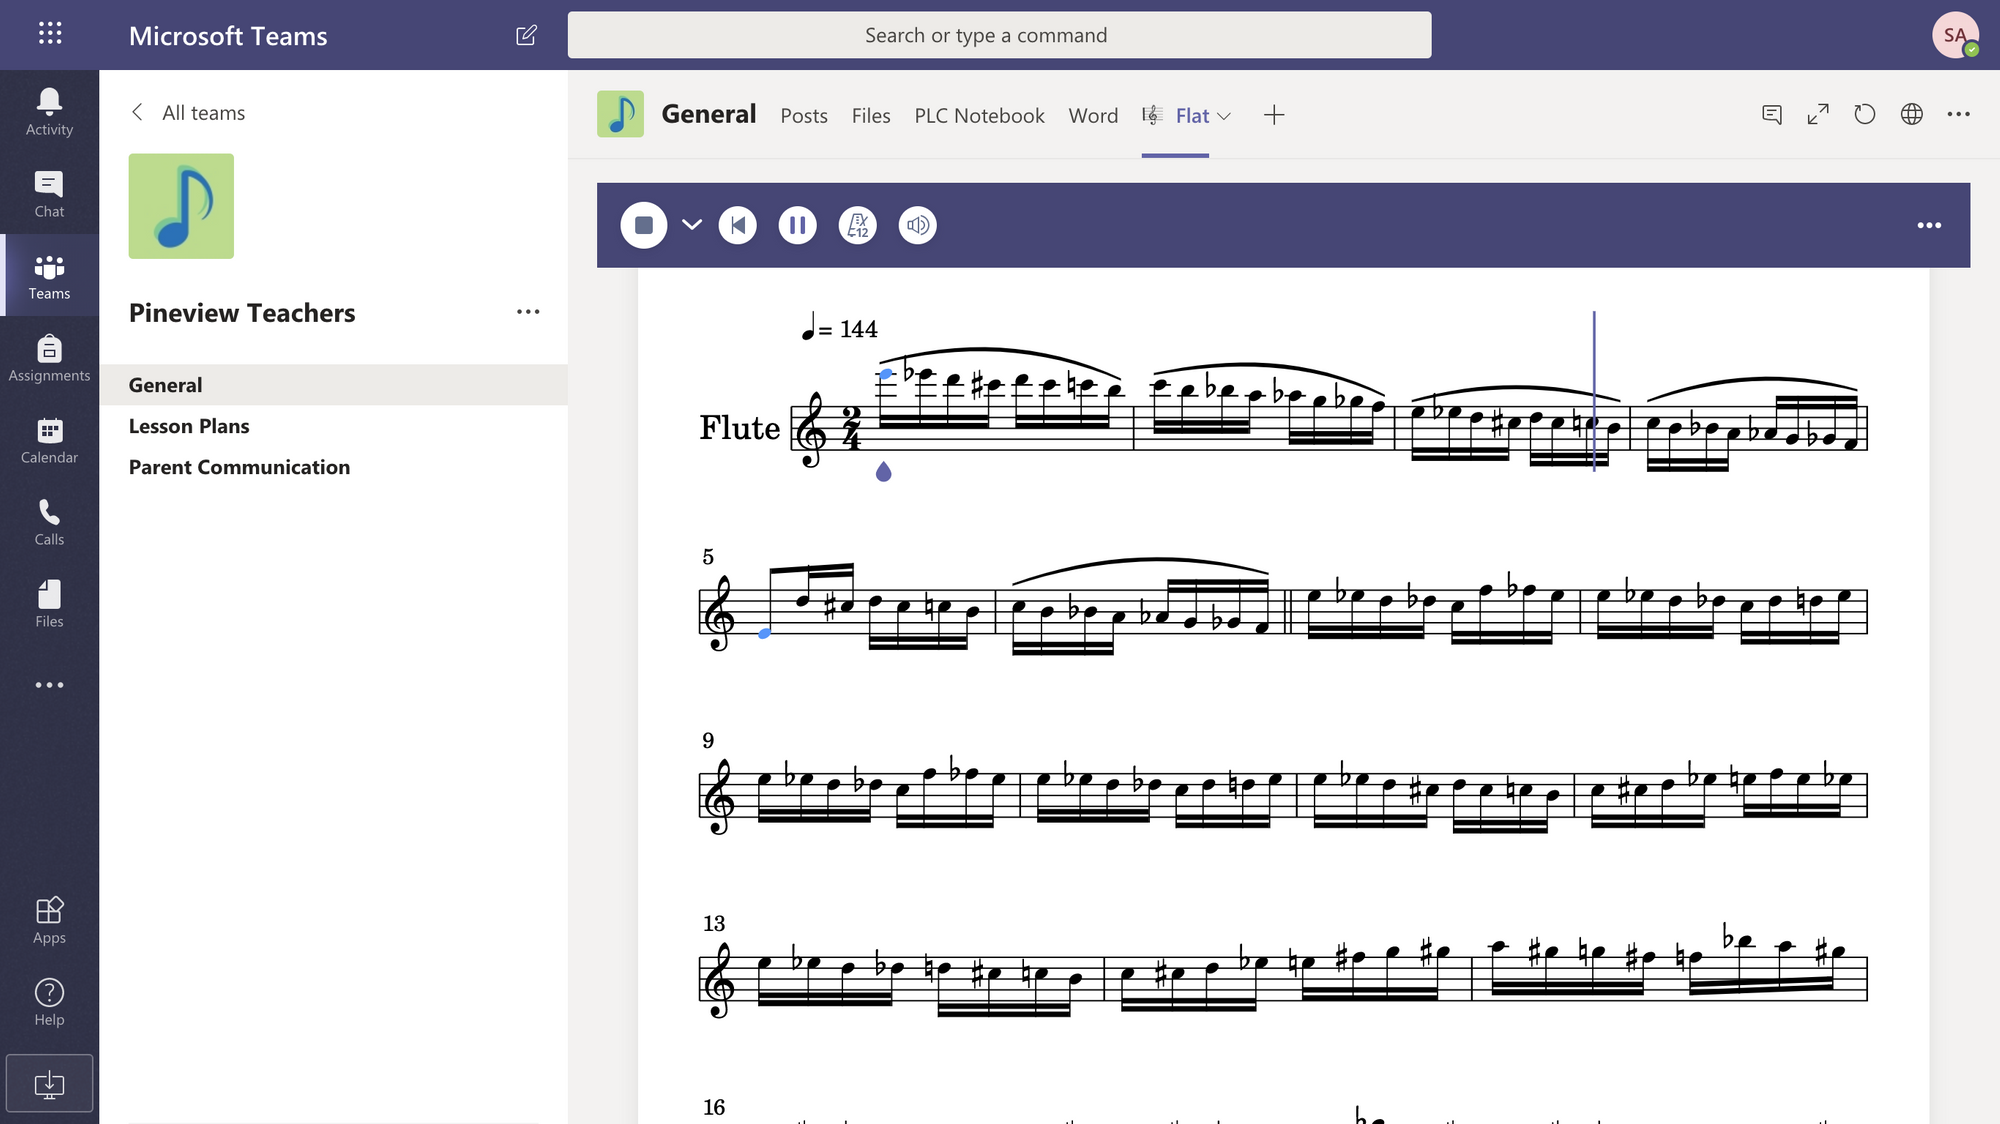 Microsoft Teams
Search or type a command
SA
Activity
Chat
Teams
Assignments
Calendar
Calls
Files
Apps
Help
All teams
Pineview Teachers
General
Lesson Plans
Parent Communication
General Posts Files PLC Notebook Word Flat
12
= 144
Flute
2
4
5
9
13
16